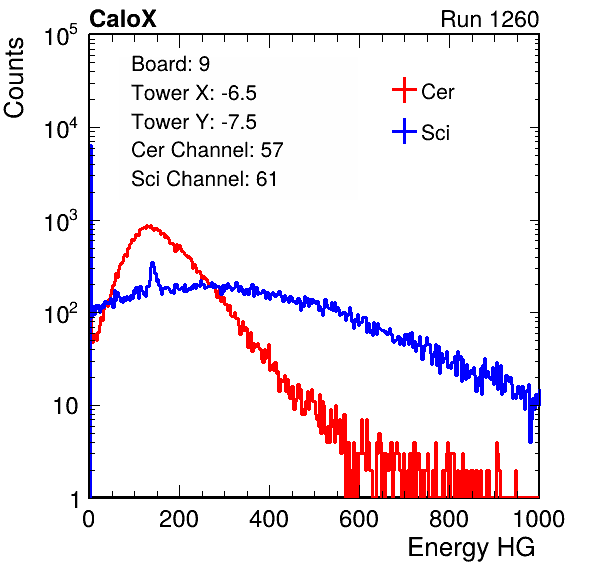 CaloX Run 1260
Counts
Board: 9
Tower X: -6.5
Tower Y: -7.5
Cer Channel: 57
Sci Channel: 61
Cer
Sci
10^5
10^4
10^3
10^2
10
1
0 200 400 600 800 1000
Energy HG